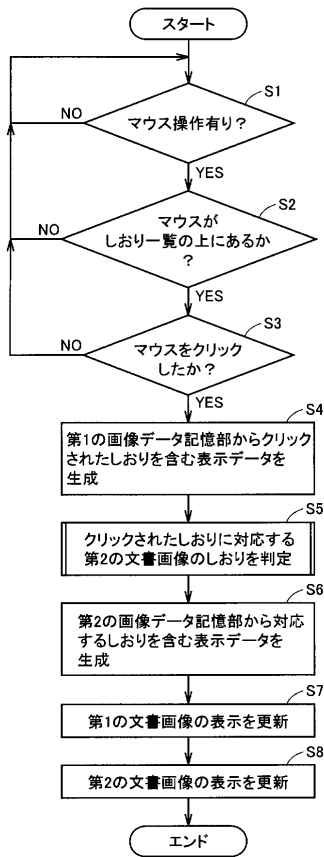 スタート
S1
マウス操作有り?
NO
YES
S2
マウスが
しおり一覧の上にあるか
?
NO
YES
S3
マウスをクリック
したか?
NO
YES
S4
第1の画像データ記憶部からクリック
されたしおりを含む表示データを
生成
S5
クリックされたしおりに対応する
第2の文書画像のしおりを判定
S6
第2の画像データ記憶部から対応
するしおりを含む表示データを
生成
S7
第1の文書画像の表示を更新
S8
第2の文書画像の表示を更新
エンド